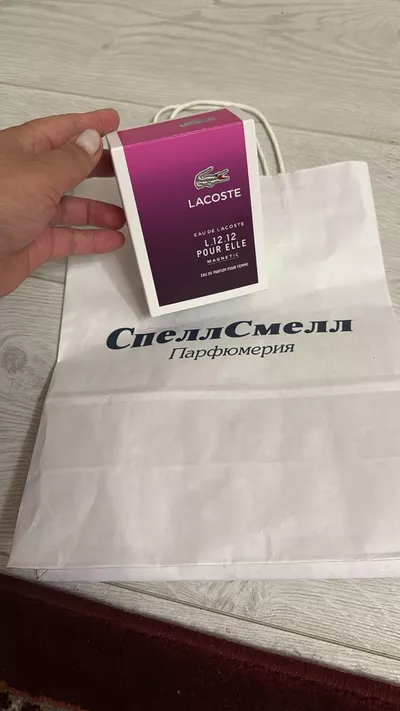 LACOSTE
EAU DE LACOSTE
L.12.12
POUR ELLE
MAGNETIC
EAU DE PARFUM POUR FEMME
СпеллСмелл
Парфюмерия